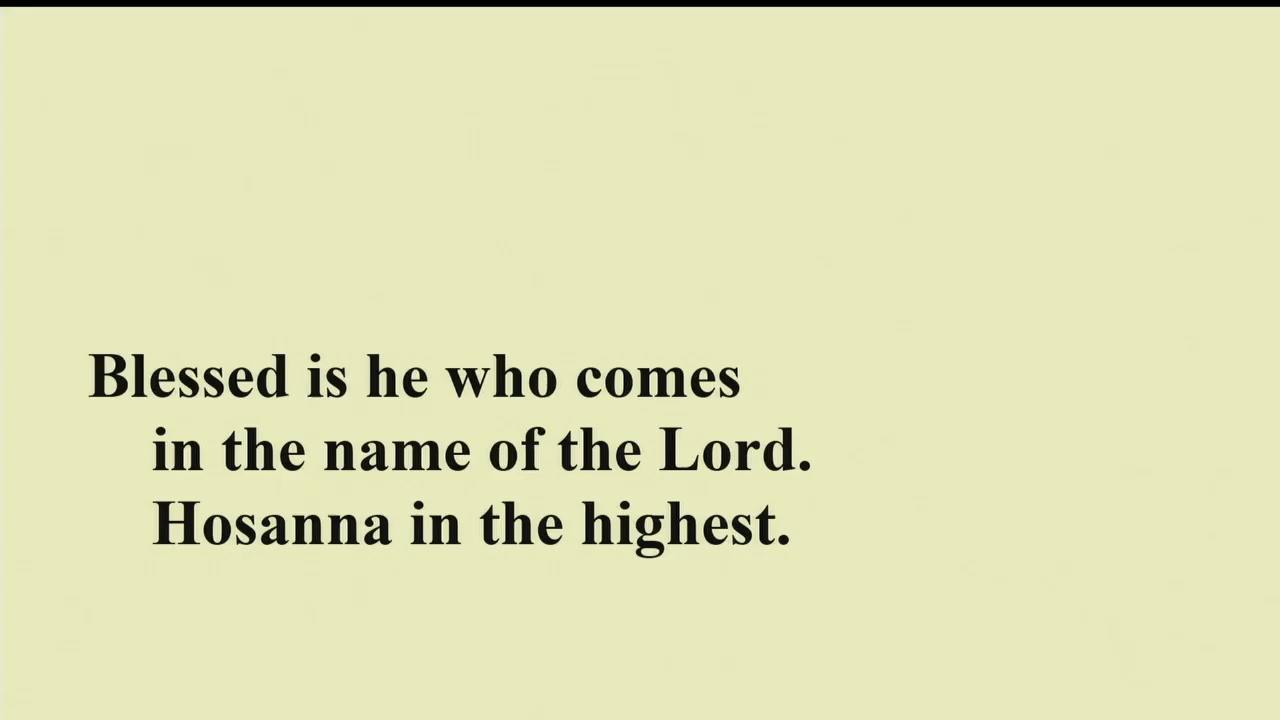 Blessed is he who comes
in the name of the Lord.
Hosanna in the highest.